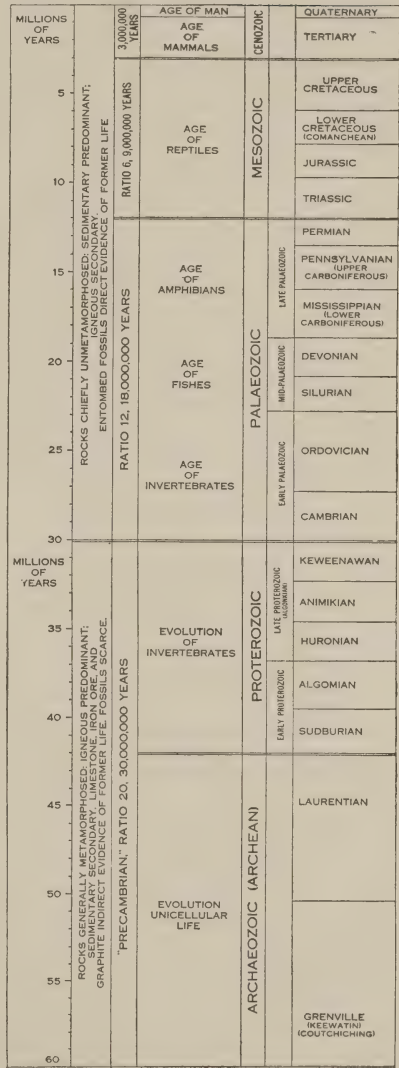 MILLIONS
OF
YEARS
5
10
15
20
25
30
MILLIONS
OF
YEARS
35
40
45
50
55
60
ROCKS CHIEFLY UNMETAMORPHOSED; SEDIMENTARY PREDOMINANT;
IGNEOUS SECONDARY.
ENTOMBED FOSSILS DIRECT EVIDENCE OF FORMER LIFE
ROCKS GENERALLY METAMORPHOSED; IGNEOUS PREDOMINANT;
SEDIMENTARY SECONDARY. LIMESTONE, IRON ORE, AND
GRAPHITE INDIRECT EVIDENCE OF FORMER LIFE. FOSSILS SCARCE.
3,000,000
YEARS
RATIO 6, 9,000,000 YEARS
RATIO 12, 18,000,000 YEARS
"PRECAMBRIAN," RATIO 20, 30,000,000 YEARS
AGE OF MAN
AGE
OF
MAMMALS
AGE
OF
REPTILES
AGE
OF
AMPHIBIANS
AGE
OF
FISHES
AGE
OF
INVERTEBRATES
EVOLUTION
OF
INVERTEBRATES
EVOLUTION
UNICELLULAR
LIFE
CENOZOIC
MESOZOIC
PALAEOZOIC
PROTEROZOIC
ARCHAEOZOIC (ARCHEAN)
LATE PALAEOZOIC
MID-PALAEOZOIC
EARLY PALAEOZOIC
LATE PROTEROZOIC
(ALGONKIAN)
EARLY PROTEROZOIC
QUATERNARY
TERTIARY
UPPER
CRETACEOUS
LOWER
CRETACEOUS
(COMANCHEAN)
JURASSIC
TRIASSIC
PERMIAN
PENNSYLVANIAN
(UPPER
CARBONIFEROUS)
MISSISSIPPIAN
(LOWER
CARBONIFEROUS)
DEVONIAN
SILURIAN
ORDOVICIAN
CAMBRIAN
KEWEENAWAN
ANIMIKIAN
HURONIAN
ALGOMIAN
SUDBURIAN
LAURENTIAN
GRENVILLE
(KEEWATIN)
(COUTCHICHING)